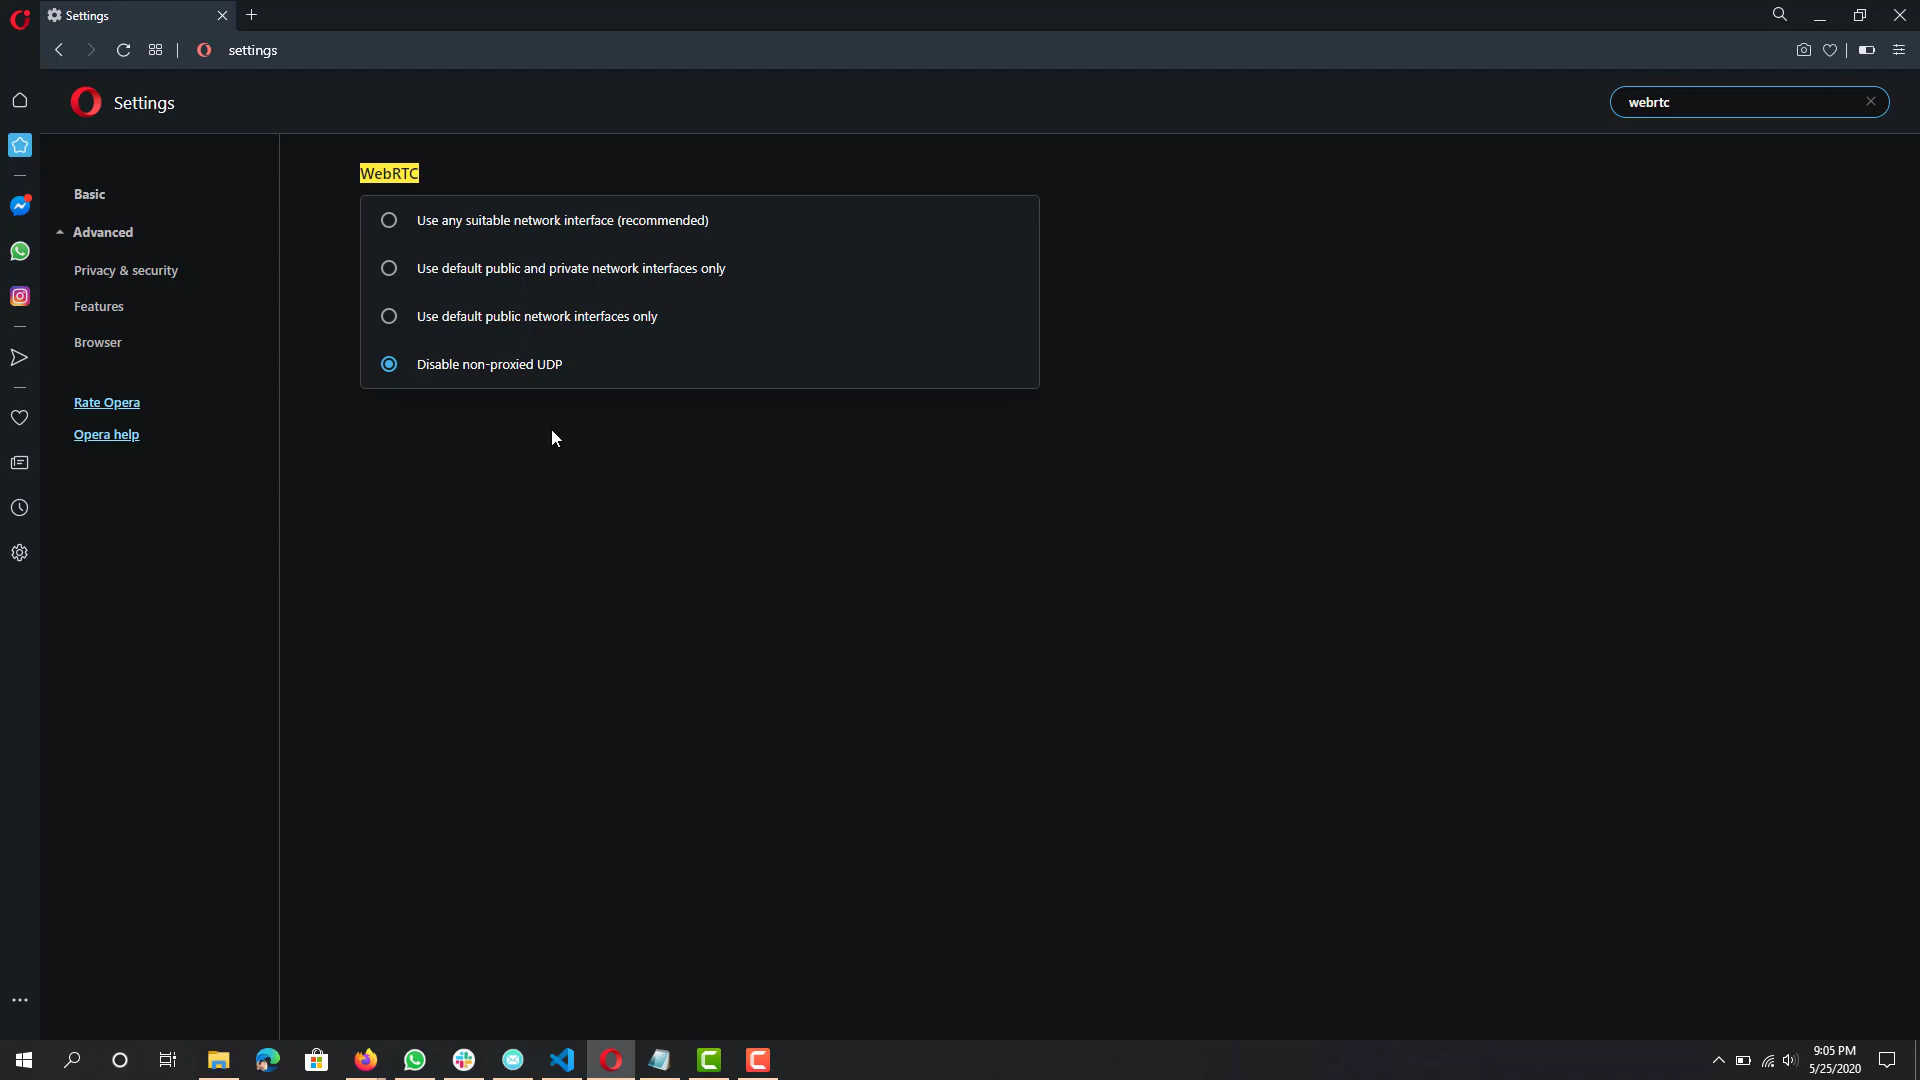 Settings
settings
Settings
webrtc
Basic
Advanced
Privacy & security
Features
Browser
Rate Opera
Opera help
WebRTC
Use any suitable network interface (recommended)
Use default public and private network interfaces only
Use default public network interfaces only
Disable non-proxied UDP
9:05 PM
5/25/2020